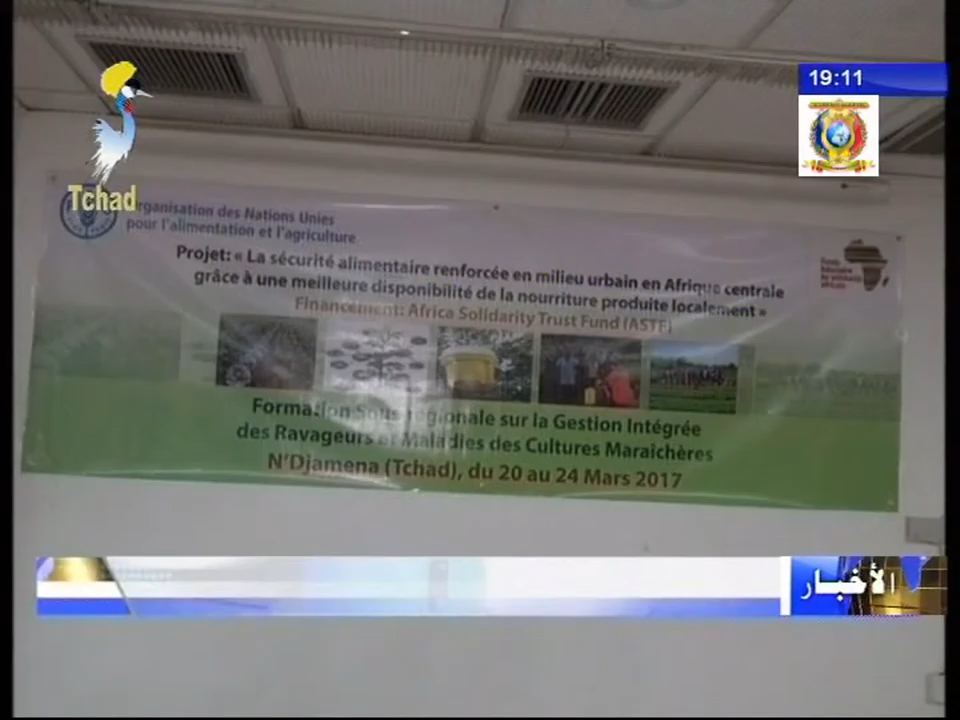 19:11
Tchad
rganisation des Nations Unies
pour l'alimentation et l'agriculture
Projet: « La sécurité alimentaire renforcée en milieu urbain en Afrique centrale
grâce à une meilleure disponibilité de la nourriture produite localement »
Financement: Africa Solidarity Trust Fund (ASTF)
Formation Sous régionale sur la Gestion Intégrée
des Ravageurs et Maladies des Cultures Maraîchères
N'Djamena (Tchad), du 20 au 24 Mars 2017
الأخبار